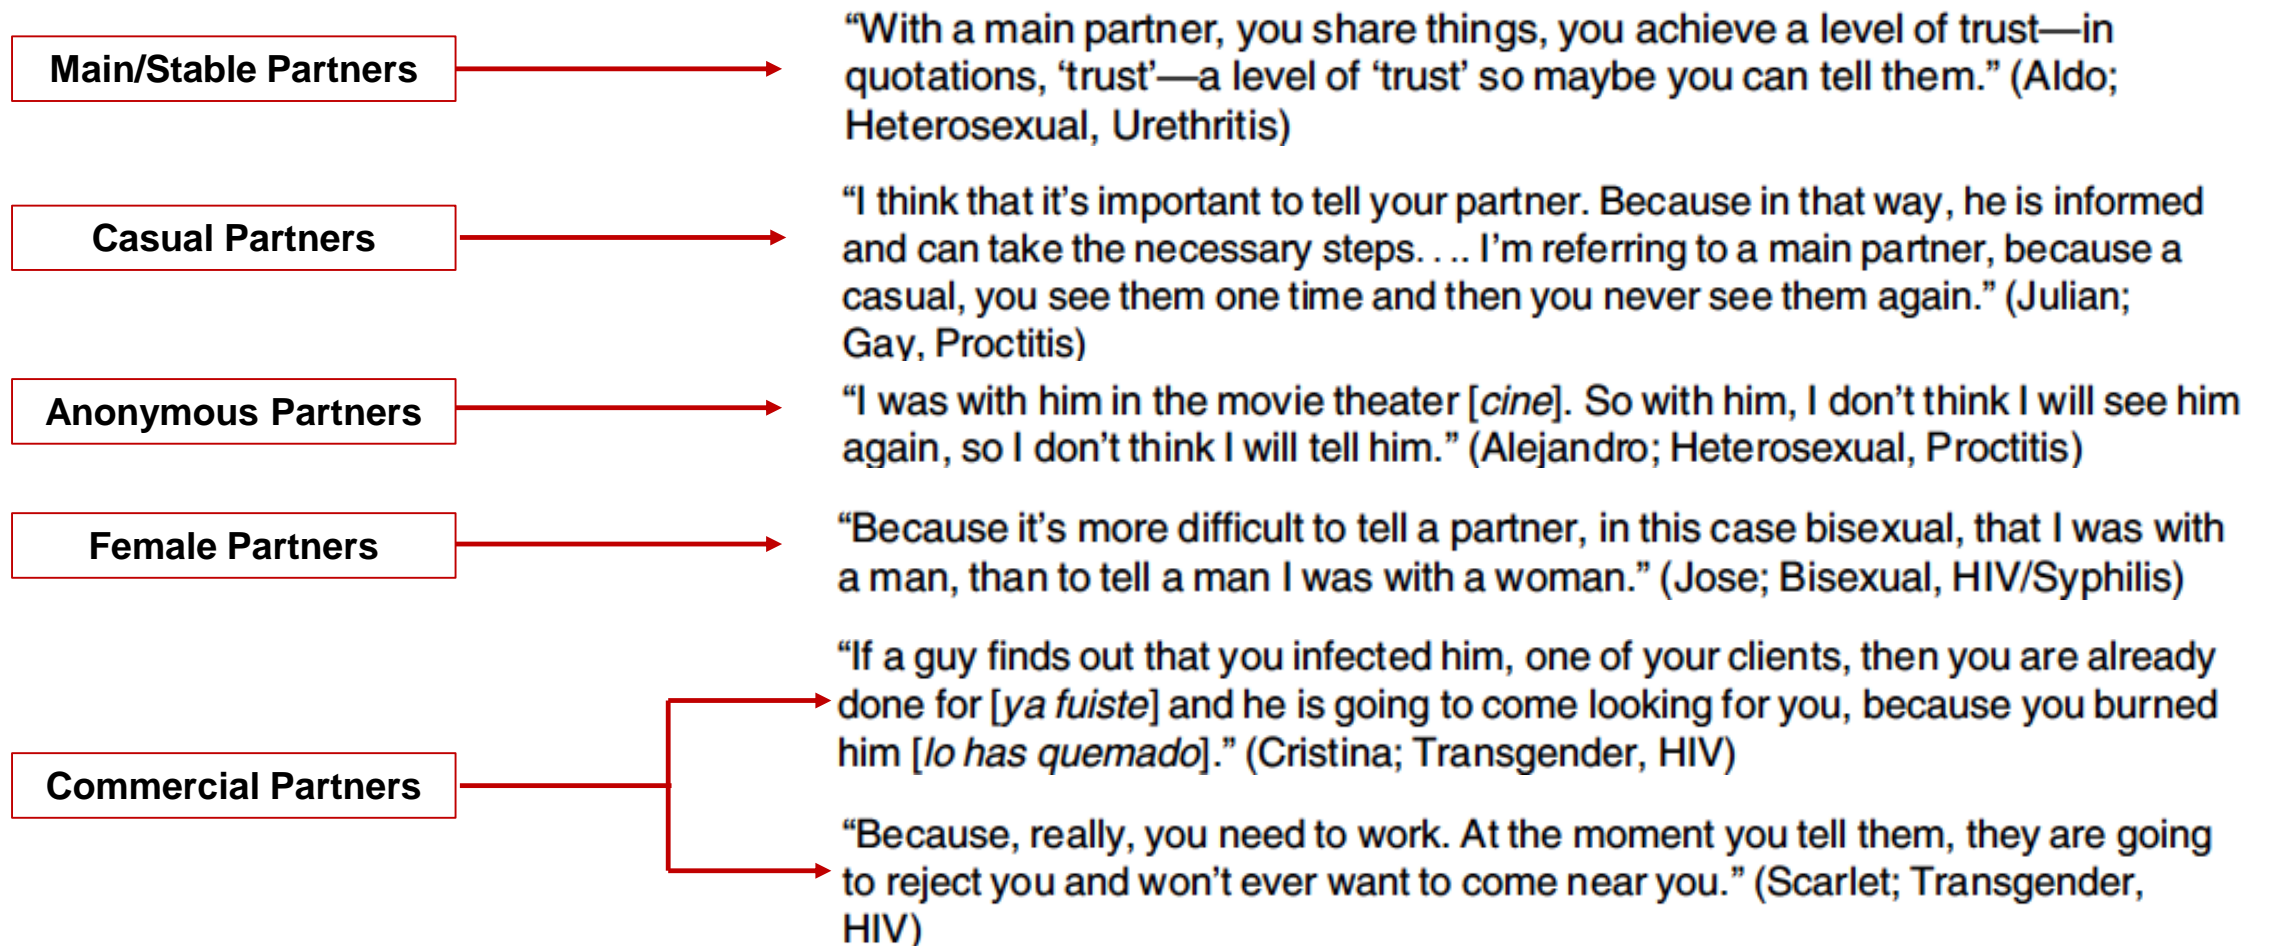 Main/Stable Partners
“With a main partner, you share things, you achieve a level of trust—in
quotations, ‘trust’—a level of ‘trust’ so maybe you can tell them.” (Aldo;
Heterosexual, Urethritis)
Casual Partners
“I think that it’s important to tell your partner. Because in that way, he is informed
and can take the necessary steps. . .. I’m referring to a main partner, because a
casual, you see them one time and then you never see them again.” (Julian;
Gay, Proctitis)
Anonymous Partners
“I was with him in the movie theater [cine]. So with him, I don’t think I will see him
again, so I don’t think I will tell him.” (Alejandro; Heterosexual, Proctitis)
Female Partners
“Because it’s more difficult to tell a partner, in this case bisexual, that I was with
a man, than to tell a man I was with a woman.” (Jose; Bisexual, HIV/Syphilis)
Commercial Partners
“If a guy finds out that you infected him, one of your clients, then you are already
done for [ya fuiste] and he is going to come looking for you, because you burned
him [lo has quemado].” (Cristina; Transgender, HIV)
“Because, really, you need to work. At the moment you tell them, they are going
to reject you and won’t ever want to come near you.” (Scarlet; Transgender,
HIV)